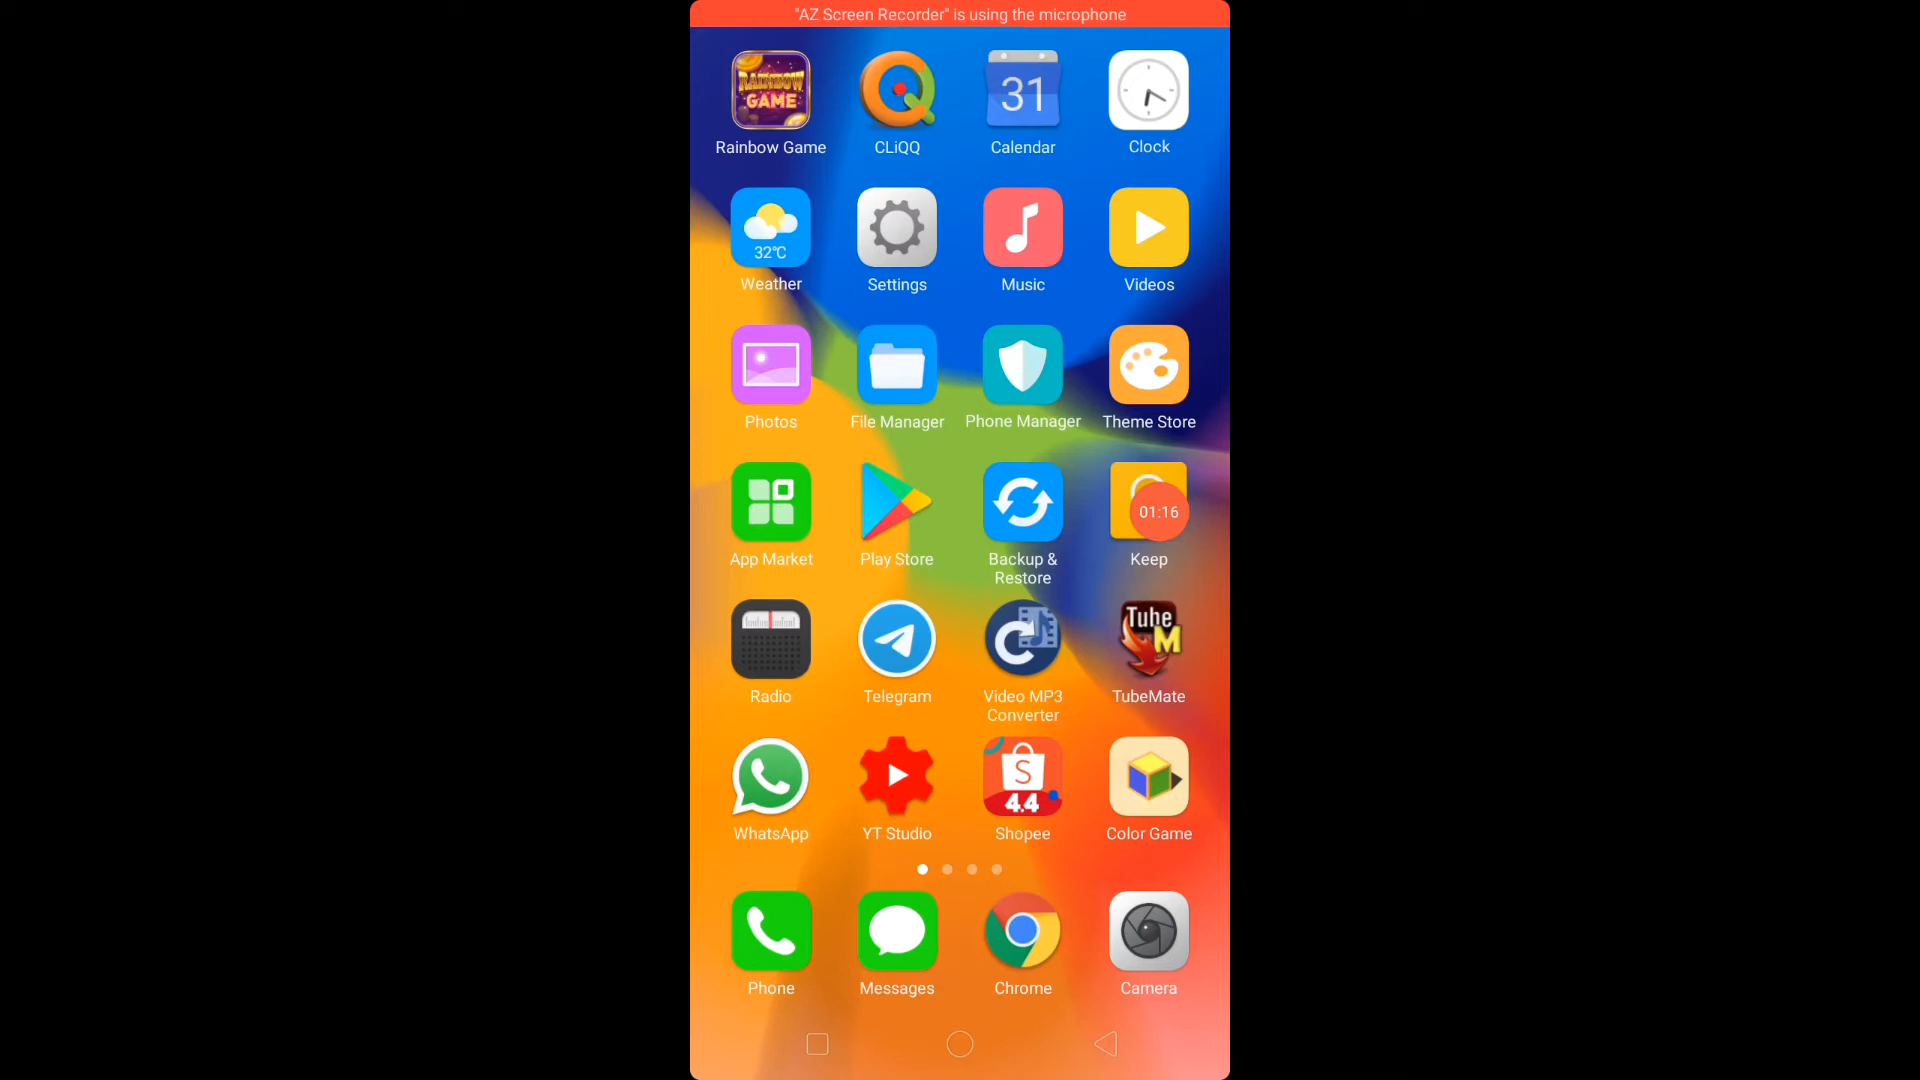 "AZ Screen Recorder" is using the microphone
RAINBOW
GAME
31
Rainbow Game
CLiQQ
Calendar
Clock
32°C
Weather
Settings
Music
Videos
Photos
File Manager
Phone Manager
Theme Store
01:16
App Market
Play Store
Backup &
Restore
Keep
Tube
M
Radio
Telegram
Video MP3
Converter
TubeMate
S
4.4
WhatsApp
YT Studio
Shopee
Color Game
Phone
Messages
Chrome
Camera